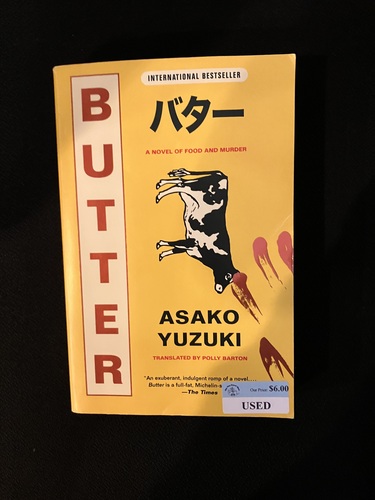 INTERNATIONAL BESTSELLER
BUTTER
バター
A NOVEL OF FOOD AND MURDER
ASAKO
YUZUKI
TRANSLATED BY POLLY BARTON
"An exuberant, indulgent romp of a novel....
Butter is a full-fat, Michelin-
—The Times
Our Price $6.00
USED